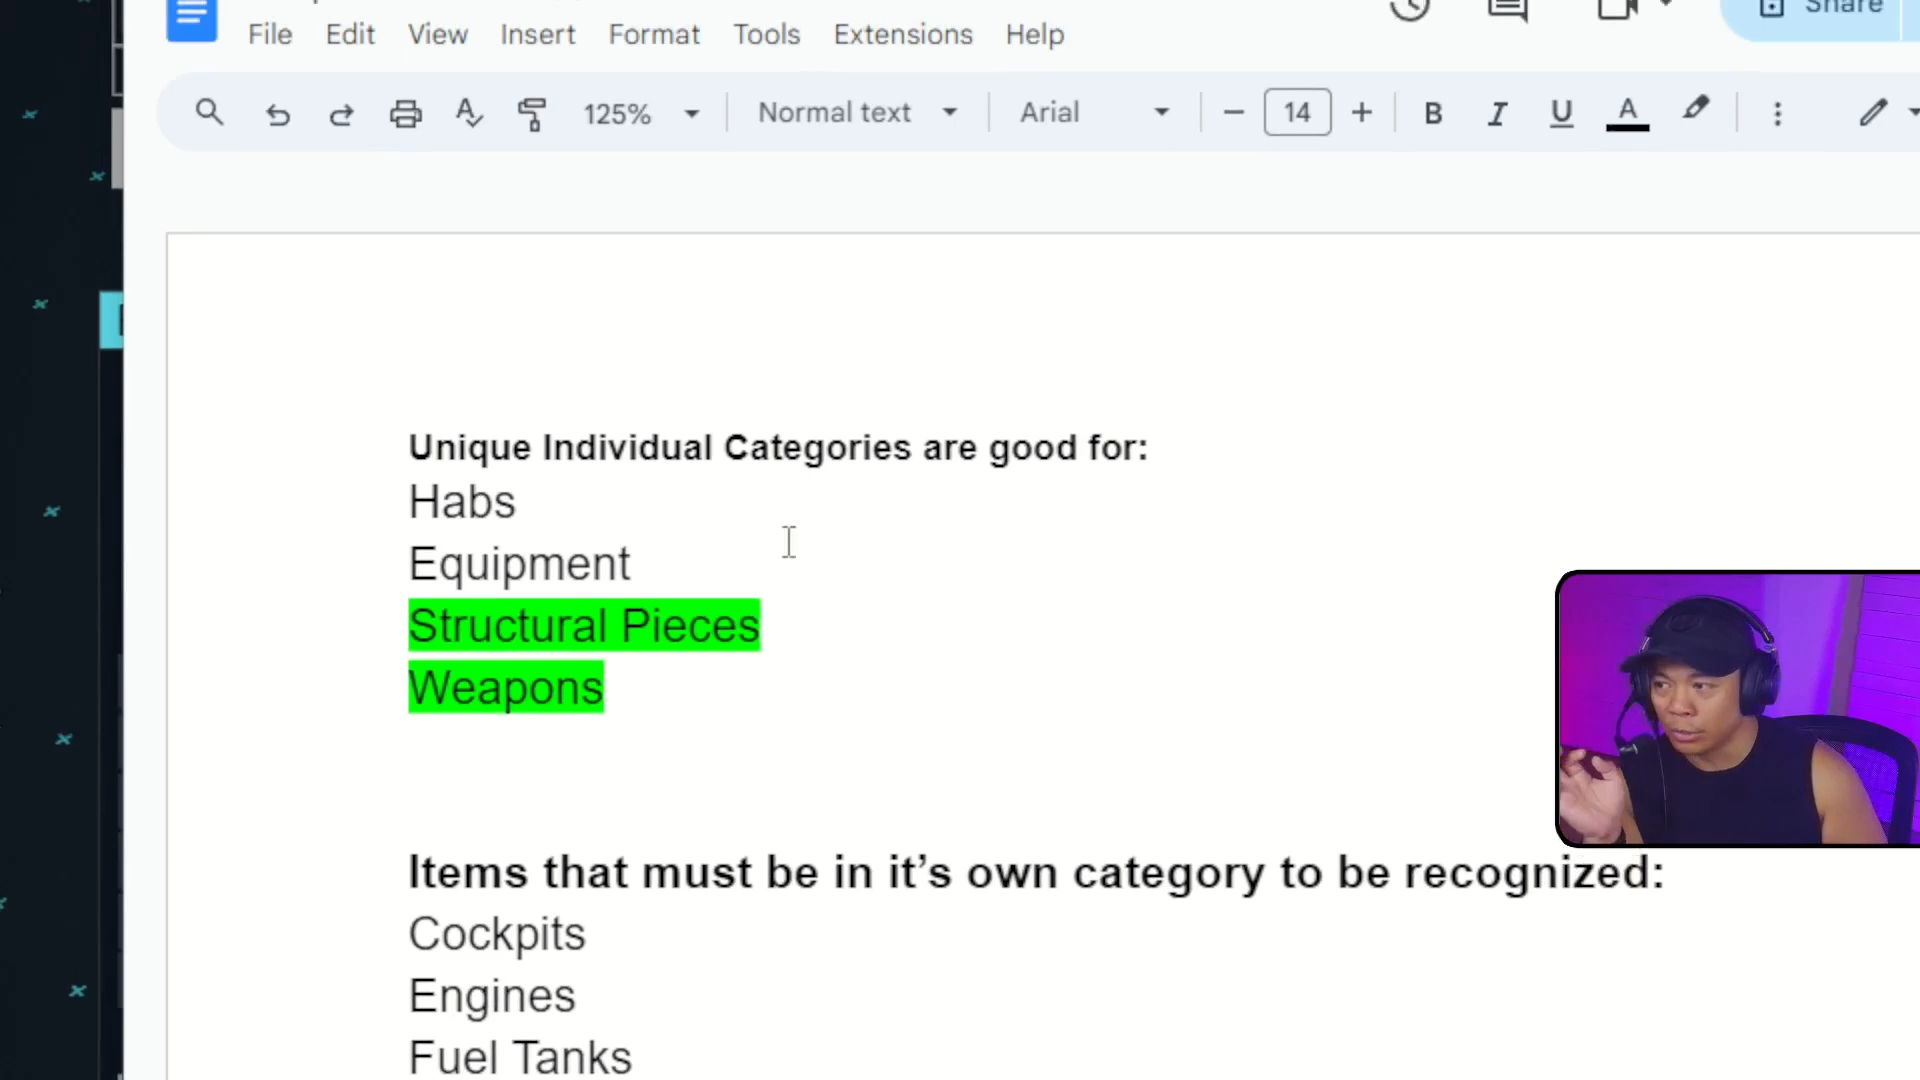 Share
File Edit View Insert Format Tools Extensions Help
125% Normal text Arial 14 B I U A
Unique Individual Categories are good for:
Habs
Equipment
Structural Pieces
Weapons
Items that must be in it’s own category to be recognized:
Cockpits
Engines
Fuel Tanks